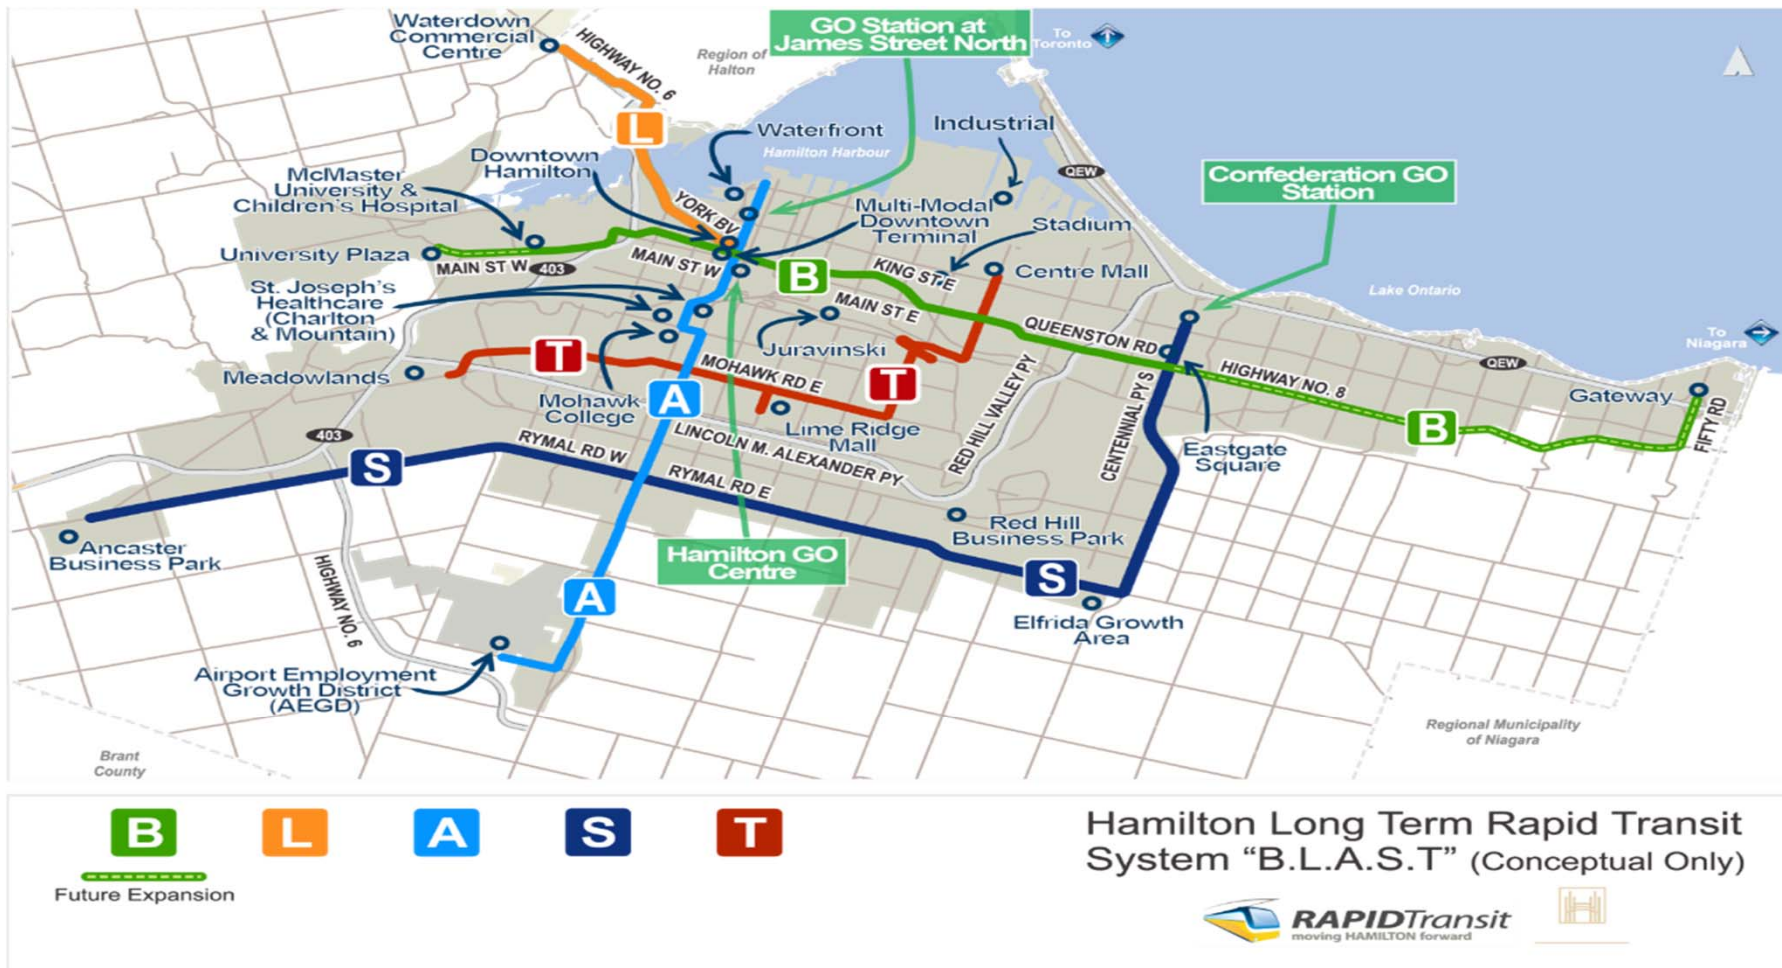 Waterdown
Commercial
Centre
HIGHWAY NO. 6
Region of
Halton
GO Station at
James Street North
To
Toronto
L
Waterfront
Hamilton Harbour
Industrial
QEW
Downtown
Hamilton
McMaster
University &
Children's Hospital
YORK BV
Multi-Modal
Downtown
Terminal
Stadium
Confederation GO
Station
University Plaza
MAIN ST W
403
MAIN ST W
B
KING ST E
Centre Mall
Lake Ontario
St. Joseph's
Healthcare
(Charlton
& Mountain)
MAIN ST E
Juravinski
QUEENSTON RD
To
Niagara
QEW
T
Meadowlands
MOHAWK RD E
T
RED HILL VALLEY PY
CENTENNIAL PY S
HIGHWAY NO. 8
Gateway
Mohawk
College
A
Lime Ridge
Mall
B
FIFTY RD
403
RYMAL RD W
LINCOLN M. ALEXANDER PY
Eastgate
Square
S
RYMAL RD E
Ancaster
Business Park
Red Hill
Business Park
Hamilton GO
Centre
HIGHWAY NO. 6
A
S
Elfrida Growth
Area
Airport Employment
Growth District
(AEGD)
Brant
County
Regional Municipality
of Niagara
B
L
A
S
T
Future Expansion
Hamilton Long Term Rapid Transit
System “B.L.A.S.T” (Conceptual Only)
RAPIDTransit
moving HAMILTON forward